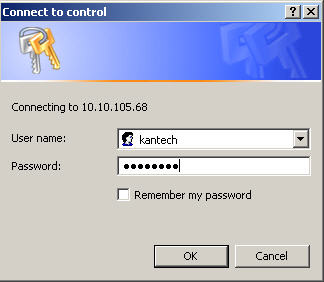 Connect to control
Connecting to 10.10.105.68
User name:
kantech
Password:
••••••••
Remember my password
OK
Cancel